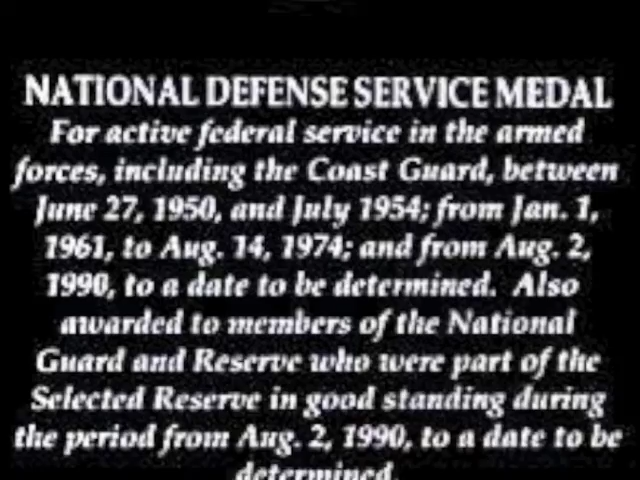 NATIONAL DEFENSE SERVICE MEDAL
For active federal service in the armed
forces, including the Coast Guard, between
June 27, 1950, and July 1954; from Jan. 1,
1961, to Aug. 14, 1974; and from Aug. 2,
1990, to a date to be determined. Also
awarded to members of the National
Guard and Reserve who were part of the
Selected Reserve in good standing during
the period from Aug. 2, 1990, to a date to be
determined.